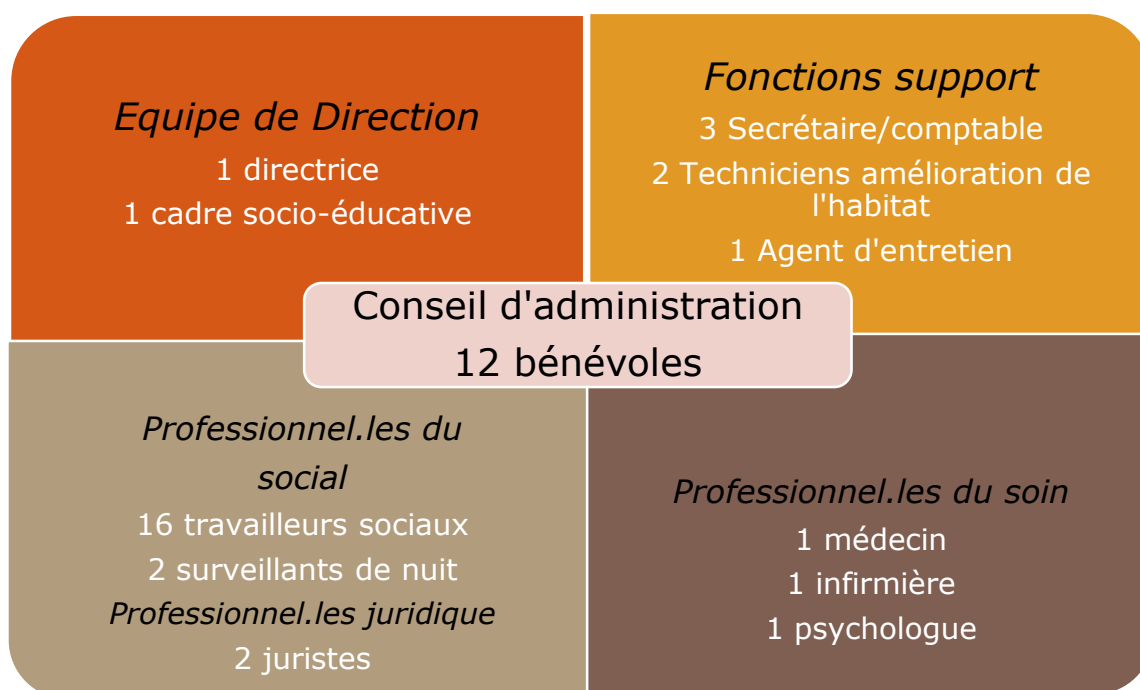 Equipe de Direction
1 directrice
1 cadre socio-éducative
Fonctions support
3 Secrétaire/comptable
2 Techniciens amélioration de
l'habitat
1 Agent d'entretien
Conseil d'administration
12 bénévoles
Professionnel.les du
social
16 travailleurs sociaux
2 surveillants de nuit
Professionnel.les juridique
2 juristes
Professionnel.les du soin
1 médecin
1 infirmière
1 psychologue